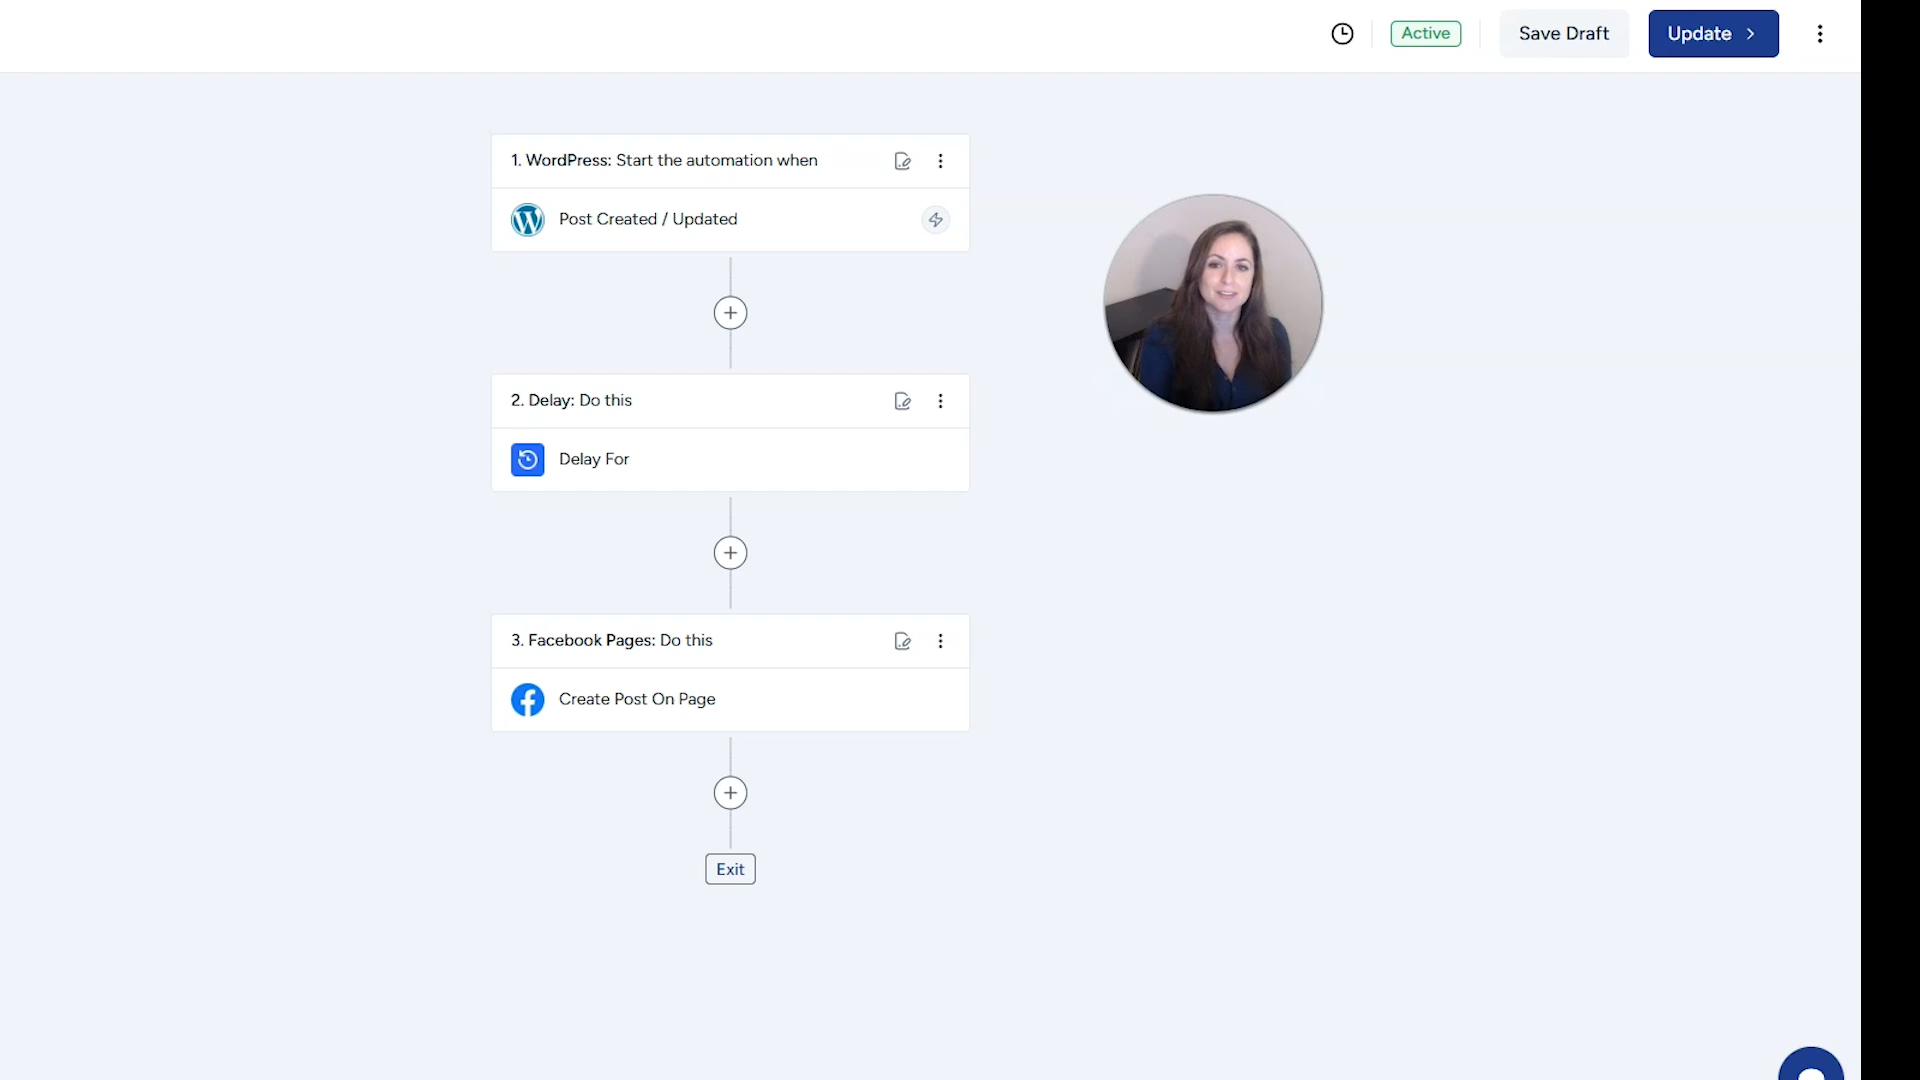 Active
Save Draft
Update
1. WordPress: Start the automation when
Post Created / Updated
2. Delay: Do this
Delay For
3. Facebook Pages: Do this
Create Post On Page
Exit